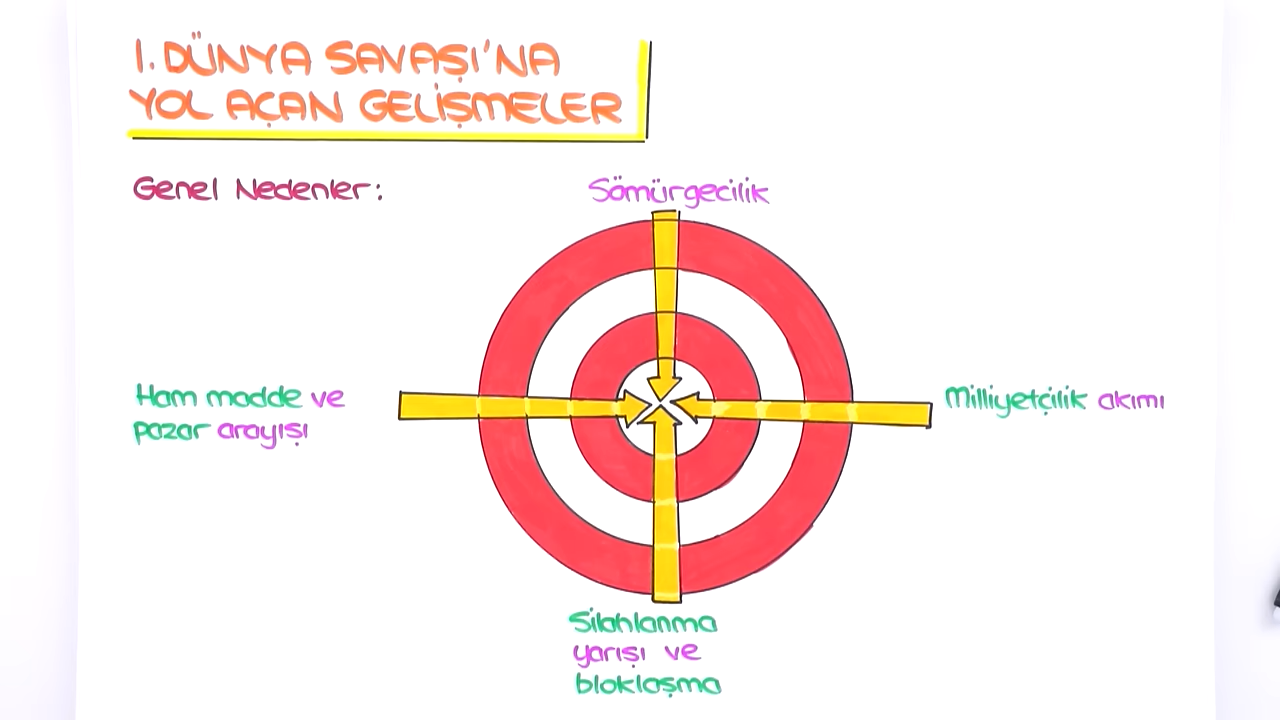 I. DÜNYA SAVAŞI'NA
YOL AÇAN GELİŞMELER
Genel Nedenler:
Sömürgecilik
Ham madde ve
pazar arayışı
Milliyetçilik akımı
Silahlanma
yarışı ve
bloklaşma